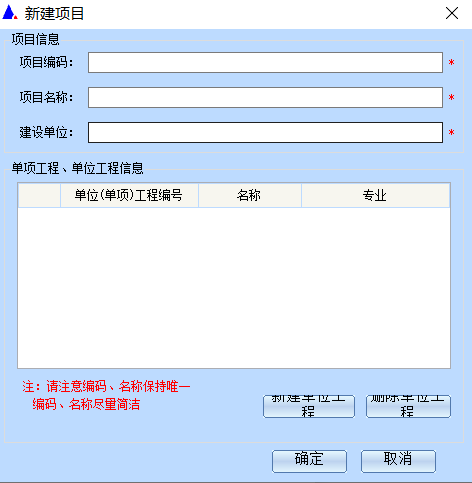 新建项目
项目信息
项目编码： *
项目名称： *
建设单位： *
单项工程、单位工程信息
单位(单项)工程编号 名称 专业
注：请注意编码、名称保持唯一
编码、名称尽量简洁
新建单位工程
删除单位工程
确定 取消